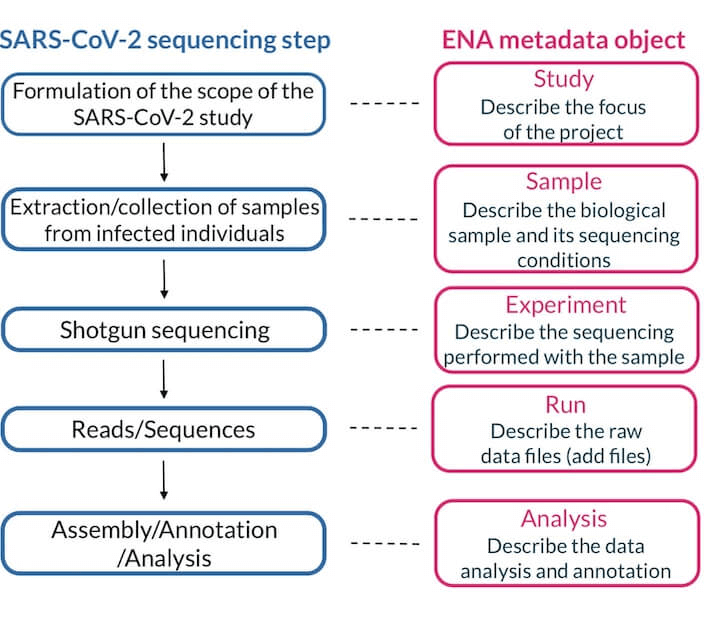 SARS-CoV-2 sequencing step
ENA metadata object
Formulation of the scope of the
SARS-CoV-2 study
Study
Describe the focus
of the project
Extraction/collection of samples
from infected individuals
Sample
Describe the biological
sample and its sequencing
conditions
Shotgun sequencing
Experiment
Describe the sequencing
performed with the sample
Reads/Sequences
Run
Describe the raw
data files (add files)
Assembly/Annotation
/Analysis
Analysis
Describe the data
analysis and annotation